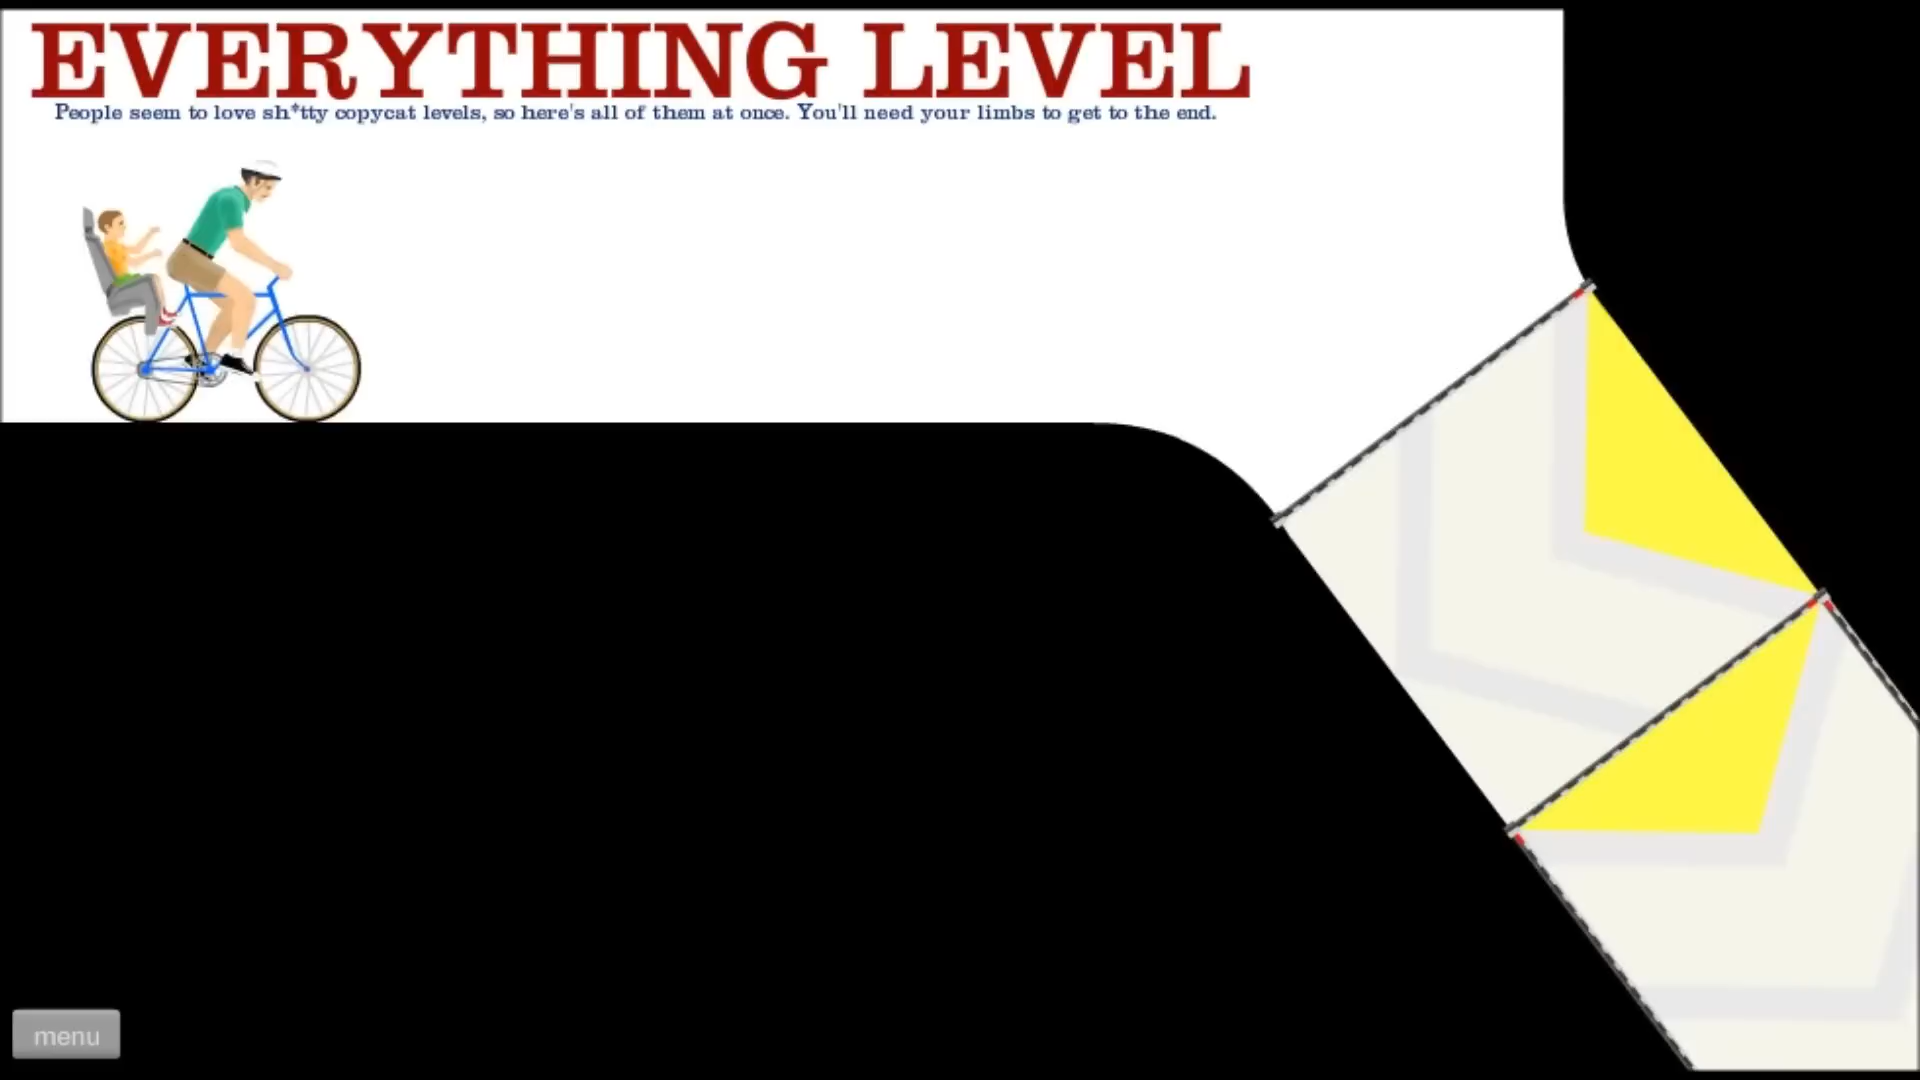 EVERYTHING LEVEL
People seem to love sh*tty copycat levels, so here's all of them at once. You'll need your limbs to get to the end.
menu